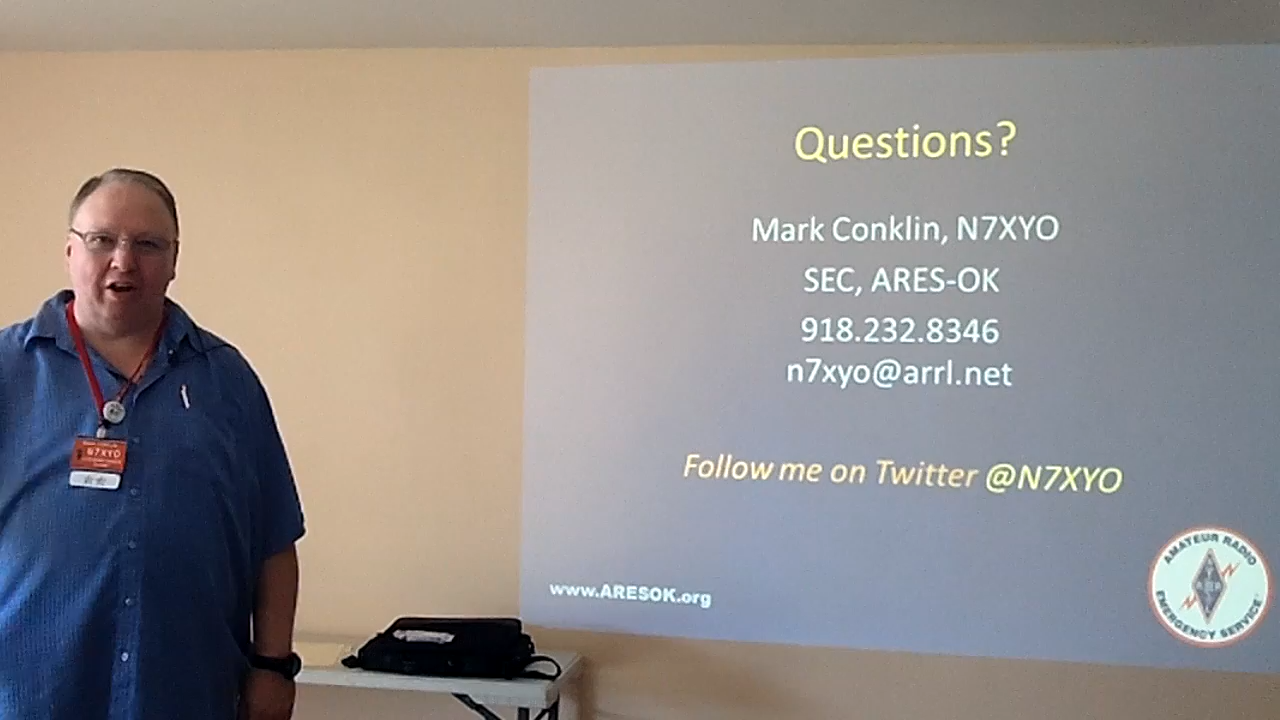 Questions?
Mark Conklin, N7XYO
SEC, ARES-OK
918.232.8346
n7xyo@arrl.net
Follow me on Twitter @N7XYO
www.ARESOK.org
AMATEUR RADIO
EMERGENCY SERVICE
N7XYO